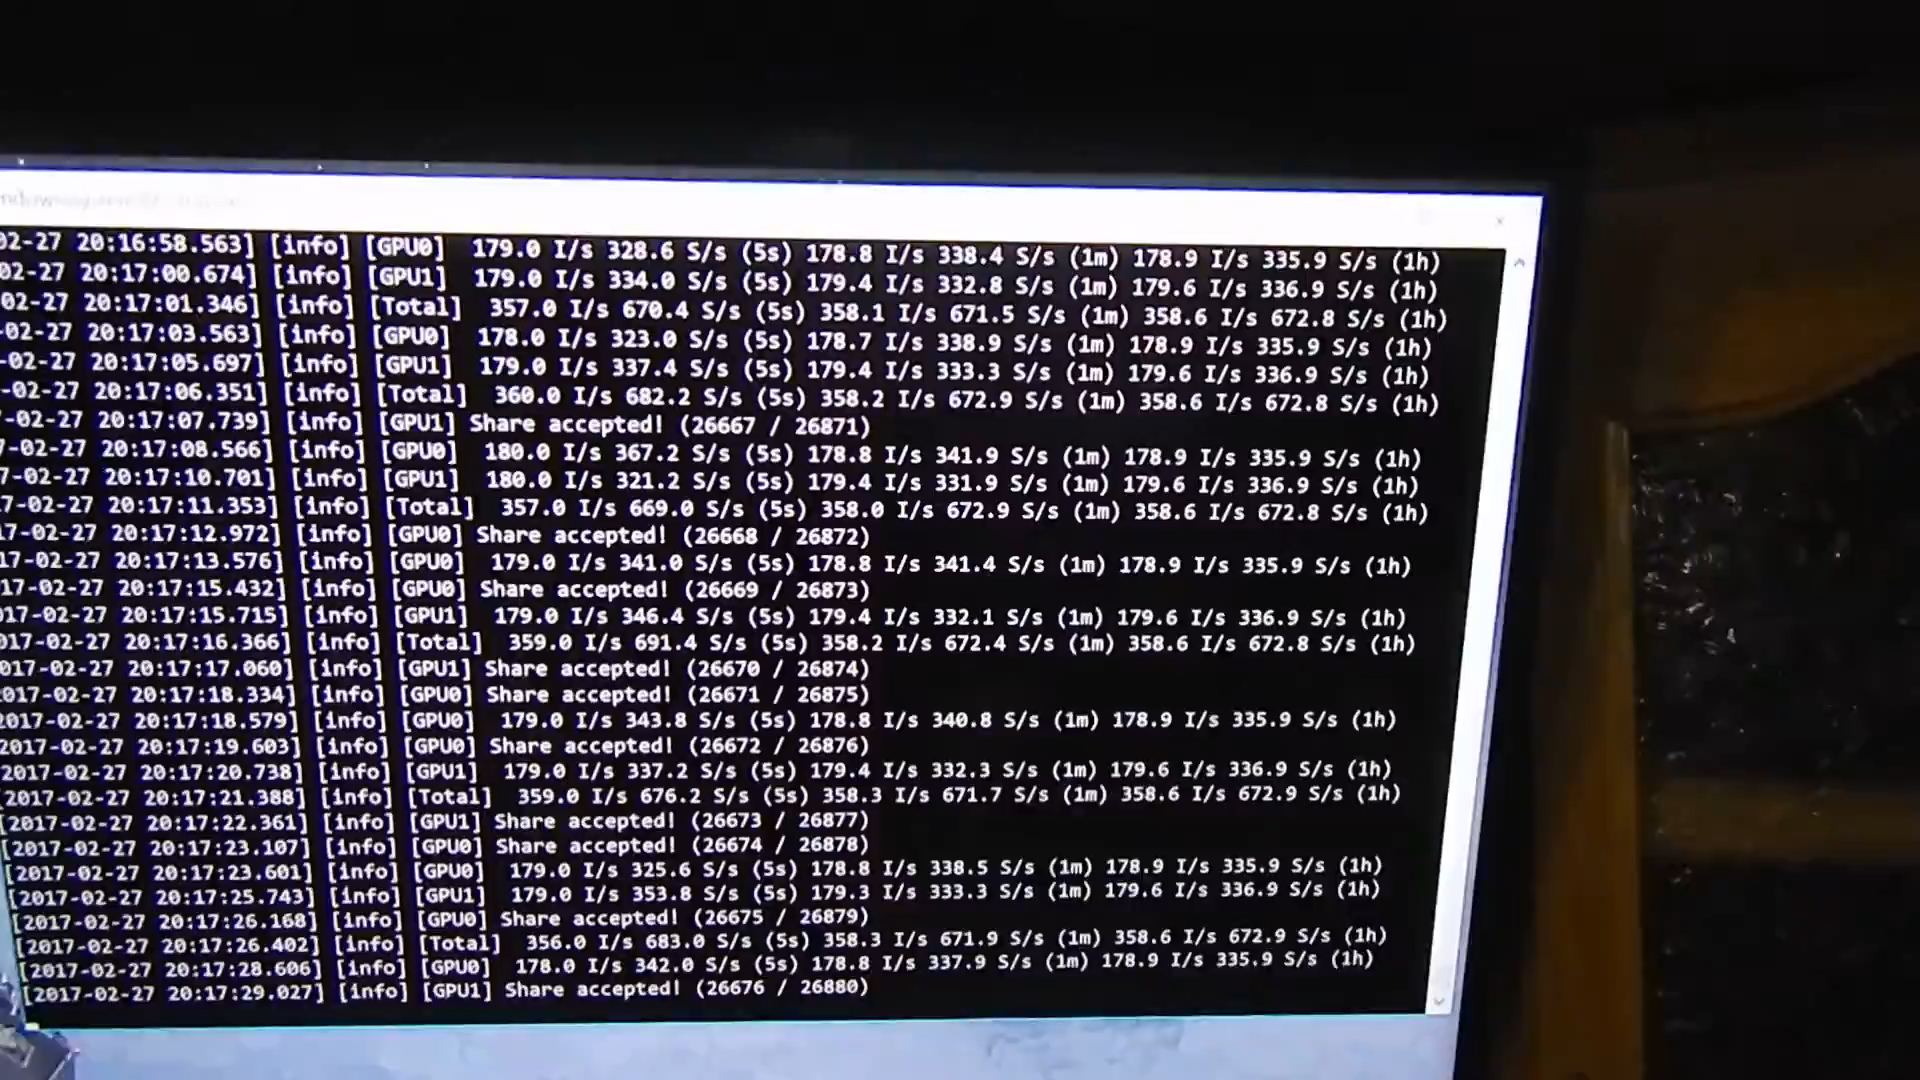 02-27 20:16:58.563] [info] [GPU0] 179.0 I/s 328.6 S/s (5s) 178.8 I/s 338.4 S/s (1m) 178.9 I/s 335.9 S/s (1h)
02-27 20:17:00.674] [info] [GPU1] 179.0 I/s 334.0 S/s (5s) 179.4 I/s 332.8 S/s (1m) 179.6 I/s 336.9 S/s (1h)
02-27 20:17:01.346] [info] [Total] 357.0 I/s 670.4 S/s (5s) 358.1 I/s 671.5 S/s (1m) 358.6 I/s 672.8 S/s (1h)
-02-27 20:17:03.563] [info] [GPU0] 178.0 I/s 323.0 S/s (5s) 178.7 I/s 338.9 S/s (1m) 178.9 I/s 335.9 S/s (1h)
-02-27 20:17:05.697] [info] [GPU1] 179.0 I/s 337.4 S/s (5s) 179.4 I/s 333.3 S/s (1m) 179.6 I/s 336.9 S/s (1h)
-02-27 20:17:06.351] [info] [Total] 360.0 I/s 682.2 S/s (5s) 358.2 I/s 672.9 S/s (1m) 358.6 I/s 672.8 S/s (1h)
-02-27 20:17:07.739] [info] [GPU1] Share accepted! (26667 / 26871)
7-02-27 20:17:08.566] [info] [GPU0] 180.0 I/s 367.2 S/s (5s) 178.8 I/s 341.9 S/s (1m) 178.9 I/s 335.9 S/s (1h)
7-02-27 20:17:10.701] [info] [GPU1] 180.0 I/s 321.2 S/s (5s) 179.4 I/s 331.9 S/s (1m) 179.6 I/s 336.9 S/s (1h)
7-02-27 20:17:11.353] [info] [Total] 357.0 I/s 669.0 S/s (5s) 358.0 I/s 672.9 S/s (1m) 358.6 I/s 672.8 S/s (1h)
17-02-27 20:17:12.972] [info] [GPU0] Share accepted! (26668 / 26872)
17-02-27 20:17:13.576] [info] [GPU0] 179.0 I/s 341.0 S/s (5s) 178.8 I/s 341.4 S/s (1m) 178.9 I/s 335.9 S/s (1h)
17-02-27 20:17:15.432] [info] [GPU0] Share accepted! (26669 / 26873)
017-02-27 20:17:15.715] [info] [GPU1] 179.0 I/s 346.4 S/s (5s) 179.4 I/s 332.1 S/s (1m) 179.6 I/s 336.9 S/s (1h)
017-02-27 20:17:16.366] [info] [Total] 359.0 I/s 691.4 S/s (5s) 358.2 I/s 672.4 S/s (1m) 358.6 I/s 672.8 S/s (1h)
017-02-27 20:17:17.060] [info] [GPU1] Share accepted! (26670 / 26874)
2017-02-27 20:17:18.334] [info] [GPU0] Share accepted! (26671 / 26875)
2017-02-27 20:17:18.579] [info] [GPU0] 179.0 I/s 343.8 S/s (5s) 178.8 I/s 340.8 S/s (1m) 178.9 I/s 335.9 S/s (1h)
2017-02-27 20:17:19.603] [info] [GPU0] Share accepted! (26672 / 26876)
[2017-02-27 20:17:20.738] [info] [GPU1] 179.0 I/s 337.2 S/s (5s) 179.4 I/s 332.3 S/s (1m) 179.6 I/s 336.9 S/s (1h)
[2017-02-27 20:17:21.388] [info] [Total] 359.0 I/s 676.2 S/s (5s) 358.3 I/s 671.7 S/s (1m) 358.6 I/s 672.9 S/s (1h)
[2017-02-27 20:17:22.361] [info] [GPU1] Share accepted! (26673 / 26877)
[2017-02-27 20:17:23.107] [info] [GPU0] Share accepted! (26674 / 26878)
[2017-02-27 20:17:23.601] [info] [GPU0] 179.0 I/s 325.6 S/s (5s) 178.8 I/s 338.5 S/s (1m) 178.9 I/s 335.9 S/s (1h)
[2017-02-27 20:17:25.743] [info] [GPU1] 179.0 I/s 353.8 S/s (5s) 179.3 I/s 333.3 S/s (1m) 179.6 I/s 336.9 S/s (1h)
[2017-02-27 20:17:26.168] [info] [GPU0] Share accepted! (26675 / 26879)
[2017-02-27 20:17:26.402] [info] [Total] 356.0 I/s 683.0 S/s (5s) 358.3 I/s 671.9 S/s (1m) 358.6 I/s 672.9 S/s (1h)
[2017-02-27 20:17:28.606] [info] [GPU0] 178.0 I/s 342.0 S/s (5s) 178.8 I/s 337.9 S/s (1m) 178.9 I/s 335.9 S/s (1h)
[2017-02-27 20:17:29.027] [info] [GPU1] Share accepted! (26676 / 26880)